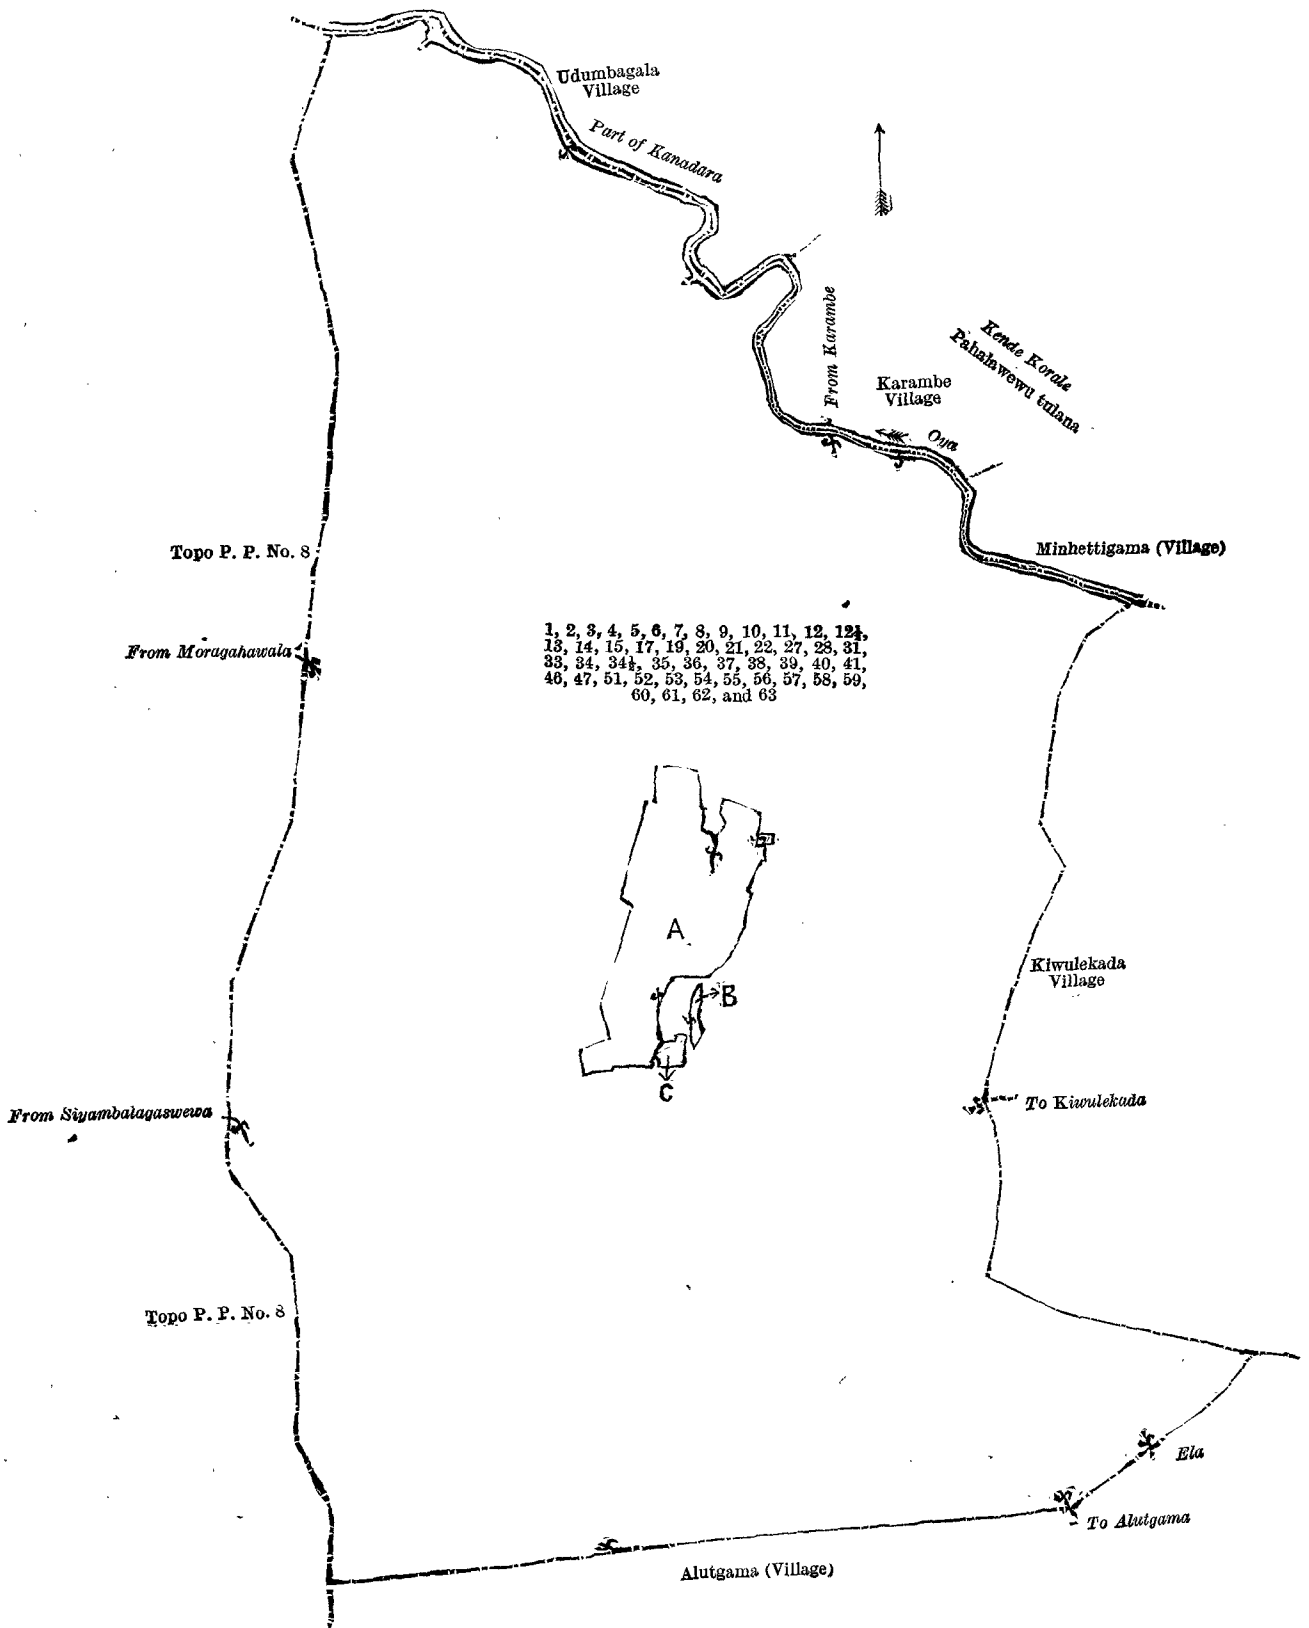 Udumbagala
Village
Part of Kanadara
From Karambe
Kende Korale
Pahalawewu tulana
Karambe
Village
Oya
Minhettigama (Village)
Topo P. P. No. 8
From Moragahawala
1, 2, 3, 4, 5, 6, 7, 8, 9, 10, 11, 12, 12½,
13, 14, 15, 17, 19, 20, 21, 22, 27, 28, 31,
33, 34, 34½, 35, 36, 37, 38, 39, 40, 41,
46, 47, 51, 52, 53, 54, 55, 56, 57, 58, 59,
60, 61, 62, and 63
A
Kiwulekada
Village
B
C
To Kiwulekada
From Siyambalagaswewa
Topo P. P. No. 8
Ela
To Alutgama
Alutgama (Village)